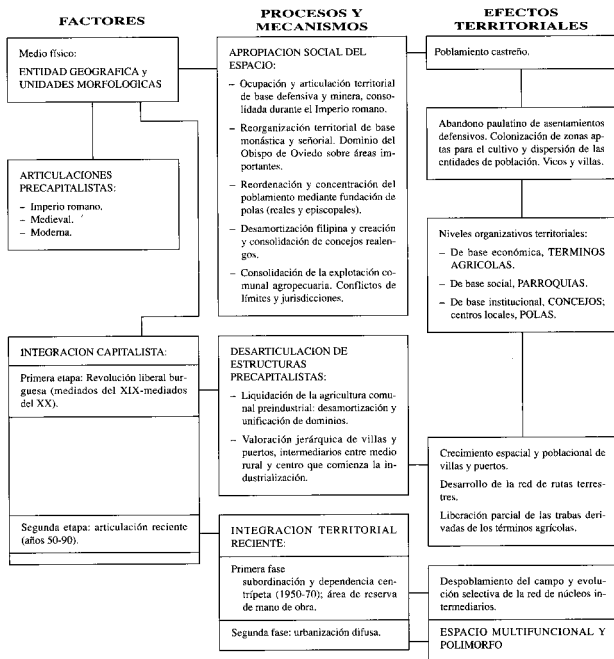 FACTORES
Medio físico:
ENTIDAD GEOGRAFICA y
UNIDADES MORFOLOGICAS
ARTICULACIONES
PRECAPITALISTAS:
– Imperio romano.
– Medieval.
– Moderna.
INTEGRACION CAPITALISTA:
Primera etapa: Revolución liberal bur-
guesa (mediados del XIX-mediados
del XX).
Segunda etapa: articulación reciente
(años 50-90).
PROCESOS Y
MECANISMOS
APROPIACION SOCIAL DEL
ESPACIO:
– Ocupación y articulación territorial
de base defensiva y minera, conso-
lidada durante el Imperio romano.
– Reorganización territorial de base
monástica y señorial. Dominio del
Obispo de Oviedo sobre áreas im-
portantes.
– Reordenación y concentración del
poblamiento mediante fundación de
polas (reales y episcopales).
– Desamortización filipina y creación
y consolidación de concejos realen-
gos.
– Consolidación de la explotación co-
munal agropecuaria. Conflictos de
límites y jurisdicciones.
DESARTICULACION DE
ESTRUCTURAS
PRECAPITALISTAS:
– Liquidación de la agricultura comu-
nal preindustrial: desamortización y
unificación de dominios.
– Valoración jerárquica de villas y
puertos, intermediarios entre medio
rural y centro que comienza la in-
dustrialización.
INTEGRACION TERRITORIAL
RECIENTE:
Primera fase
subordinación y dependencia cen-
trípeta (1950-70); área de reserva
de mano de obra.
Segunda fase: urbanización difusa.
EFECTOS
TERRITORIALES
Poblamiento castreño.
Abandono paulatino de asentamientos
defensivos. Colonización de zonas ap-
tas para el cultivo y dispersión de las
entidades de población. Vicos y villas.
Niveles organizativos territoriales:
– De base económica, TERMINOS
AGRICOLAS.
– De base social, PARROQUIAS.
– De base institucional, CONCEJOS;
centros locales, POLAS.
Crecimiento espacial y poblacional de
villas y puertos.
Desarrollo de la red de rutas terres-
tres.
Liberación parcial de las trabas deri-
vadas de los términos agrícolas.
Despoblamiento del campo y evolu-
ción selectiva de la red de núcleos in-
termediarios.
ESPACIO MULTIFUNCIONAL Y
POLIMORFO